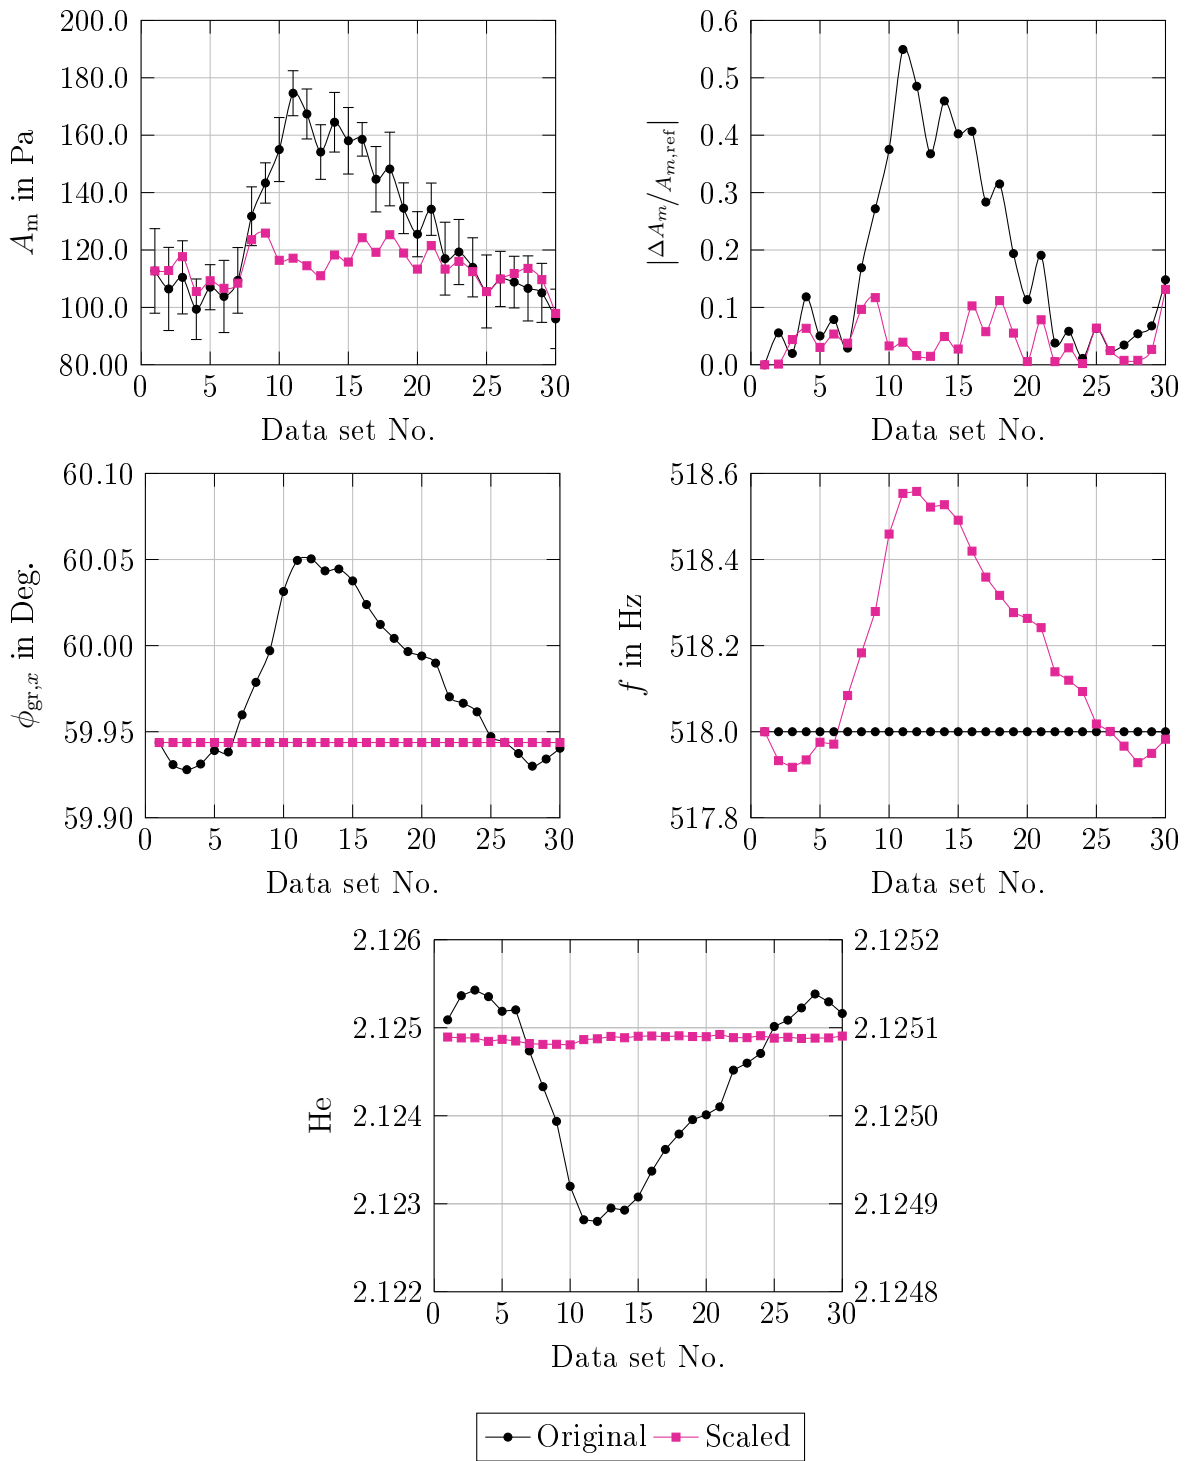 200.0
180.0
160.0
140.0
120.0
100.0
80.00
0 5 10 15 20 25 30
A_m in Pa
Data set No.
0.6
0.5
0.4
0.3
0.2
0.1
0.0
0 5 10 15 20 25 30
|ΔA_m/A_m,ref|
Data set No.
60.10
60.05
60.00
59.95
59.90
0 5 10 15 20 25 30
ϕ_gr,x in Deg.
Data set No.
518.6
518.4
518.2
518.0
517.8
0 5 10 15 20 25 30
f in Hz
Data set No.
2.126 2.1252
2.125 2.1251
2.124 2.1250
2.123 2.1249
2.122 2.1248
0 5 10 15 20 25 30
He
Data set No.
Original Scaled